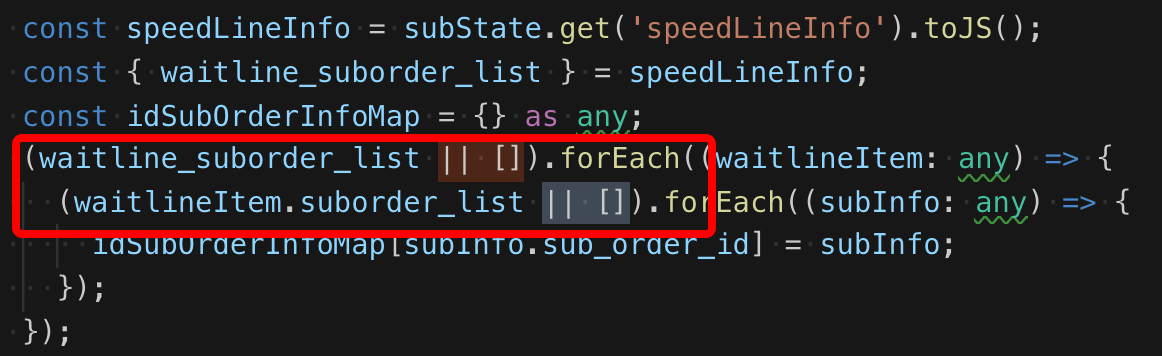 const speedLineInfo = subState.get('speedLineInfo').toJS();
const { waitline_suborder_list } = speedLineInfo;
const idSubOrderInfoMap = {} as any;
(waitline_suborder_list || []).forEach((waitlineItem: any) => {
(waitlineItem.suborder_list || []).forEach((subInfo: any) => {
idSubOrderInfoMap[subInfo.sub_order_id] = subInfo;
});
});